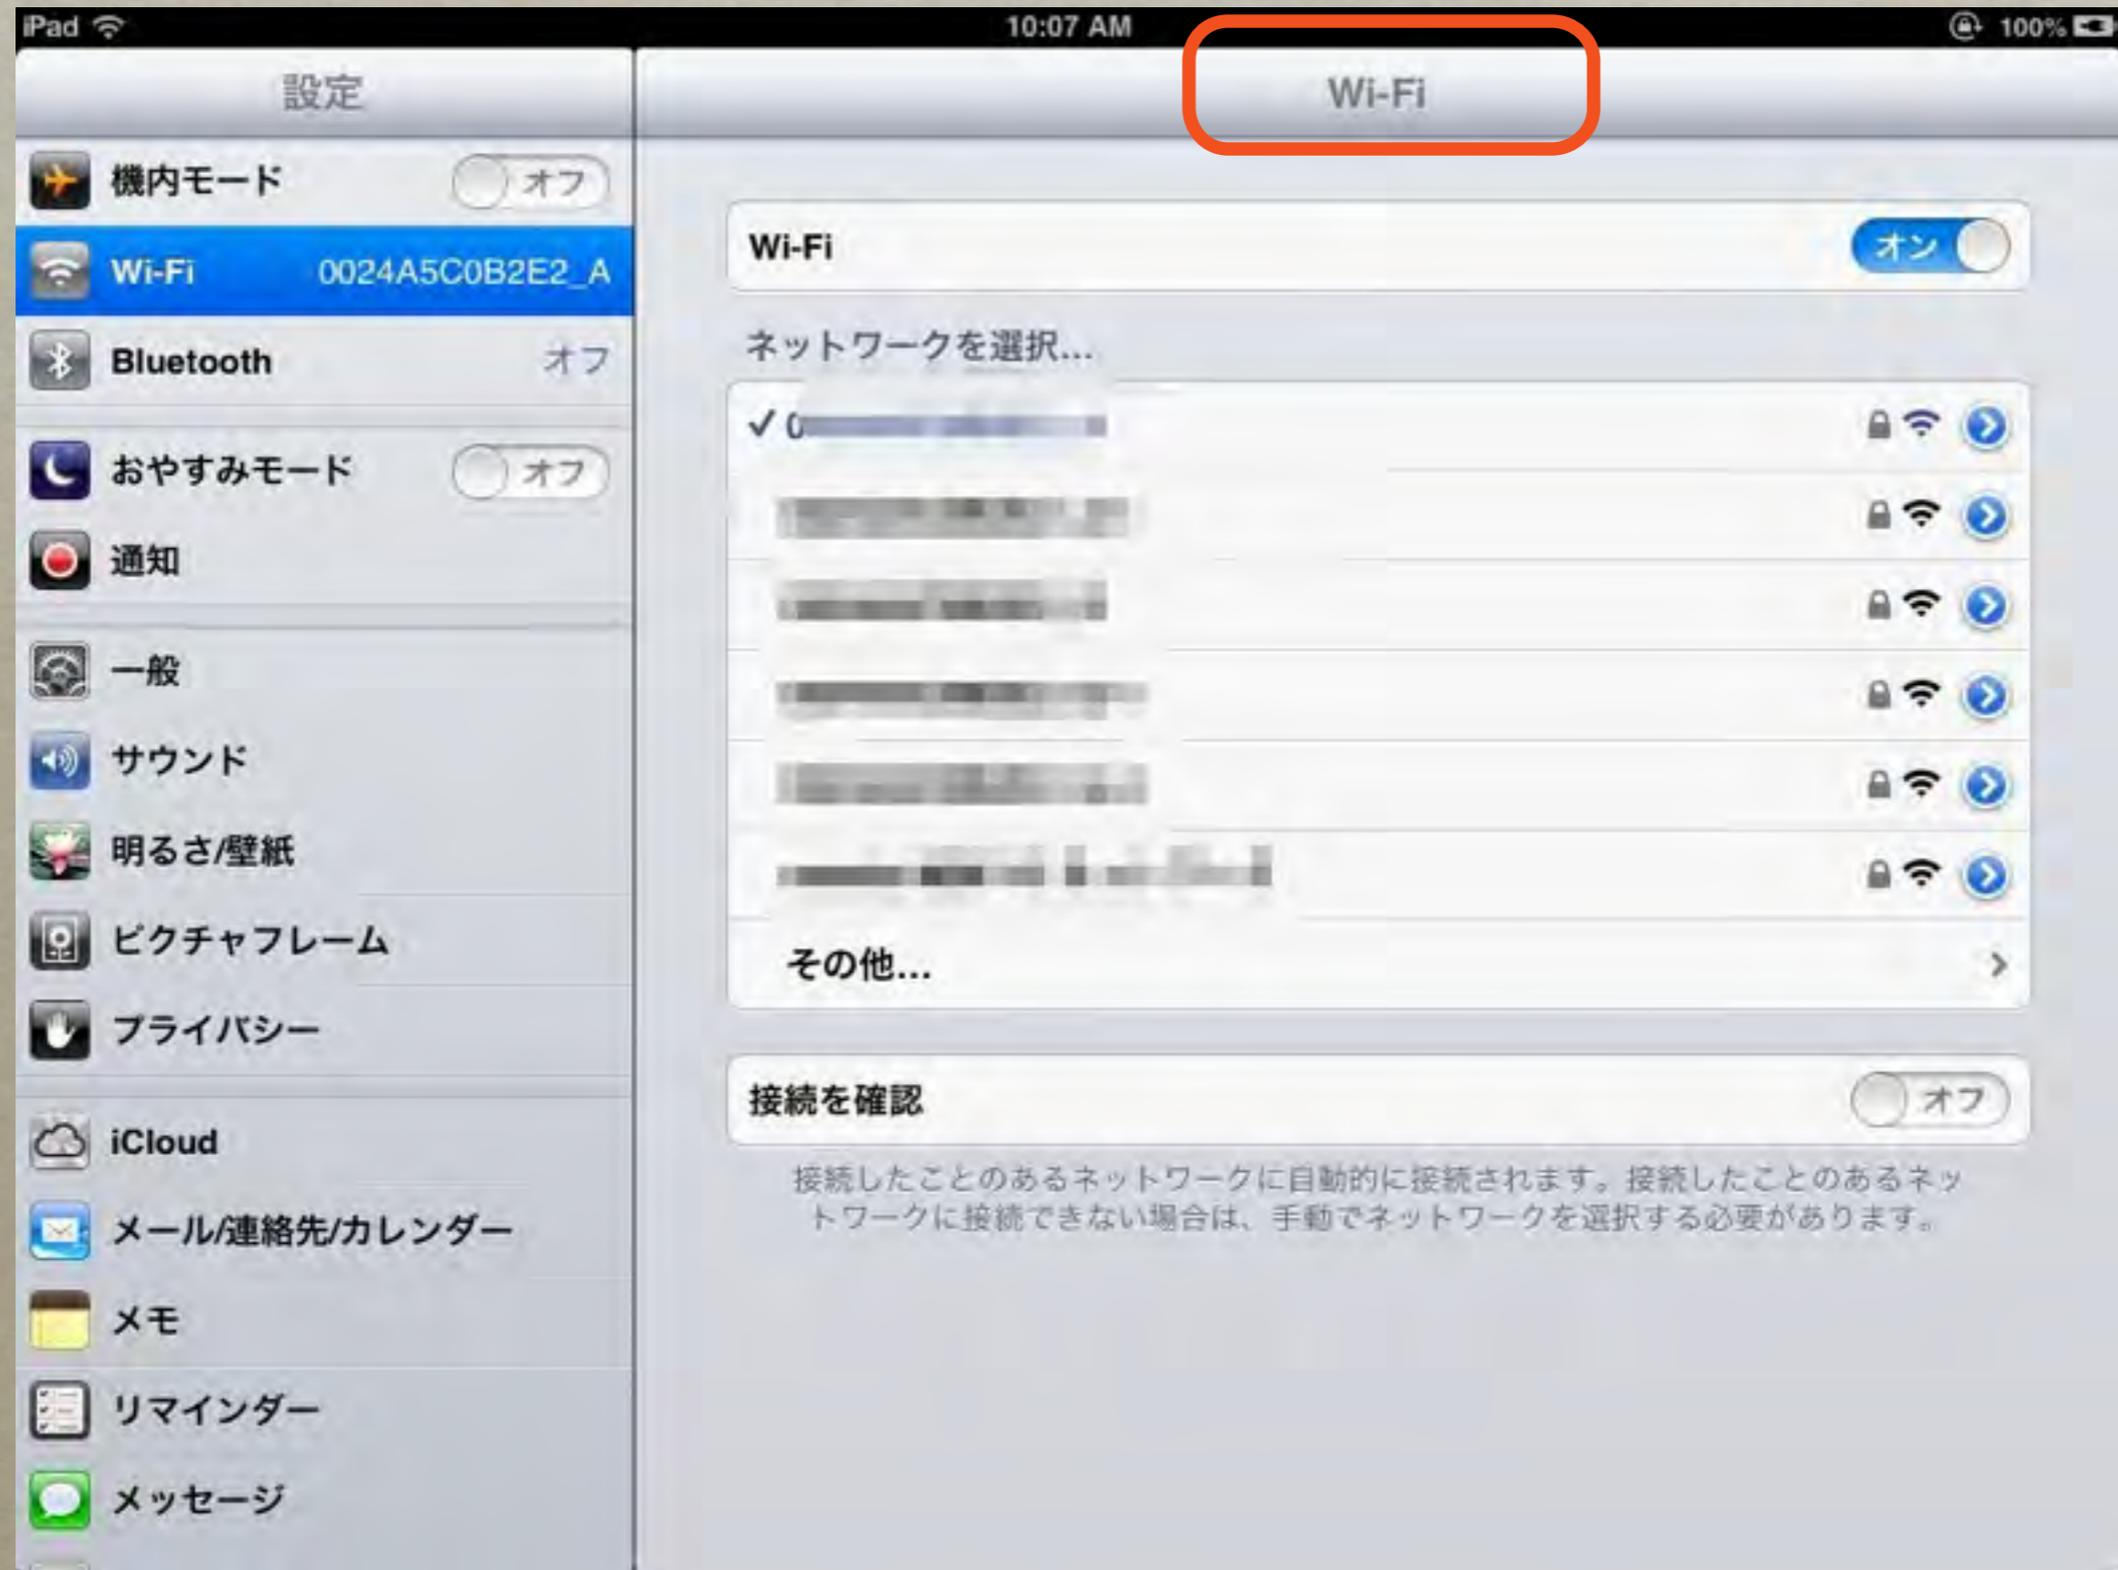 iPad
10:07 AM
100%
設定
Wi-Fi
機内モード オフ
Wi-Fi 0024A5C0B2E2_A
Bluetooth オフ
おやすみモード オフ
通知
一般
サウンド
明るさ/壁紙
ピクチャフレーム
プライバシー
iCloud
メール/連絡先/カレンダー
メモ
リマインダー
メッセージ
Wi-Fi オン
ネットワークを選択...
その他...
接続を確認 オフ
接続したことのあるネットワークに自動的に接続されます。接続したことのあるネッ
トワークに接続できない場合は、手動でネットワークを選択する必要があります。